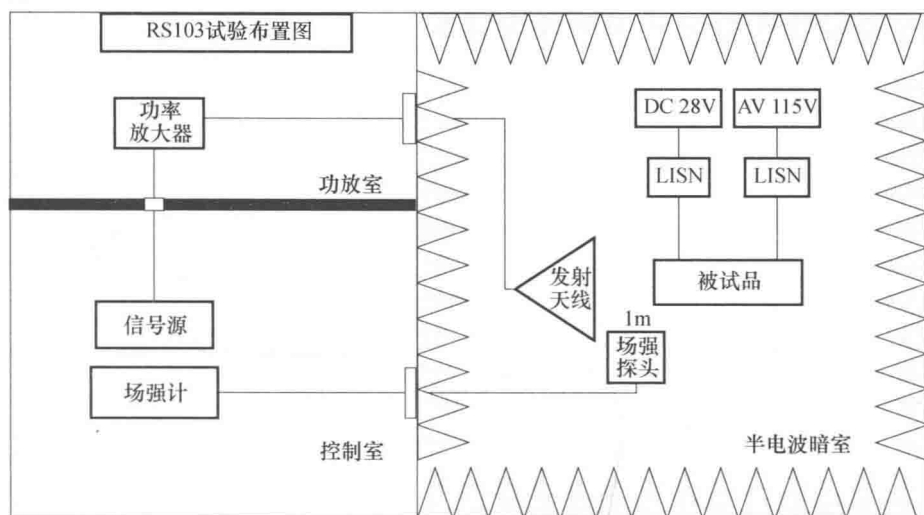 RS103试验布置图
功率
放大器
功放室
信号源
场强计
控制室
DC 28V
AV 115V
LISN
LISN
被试品
发射
天线
1m
场强
探头
半电波暗室